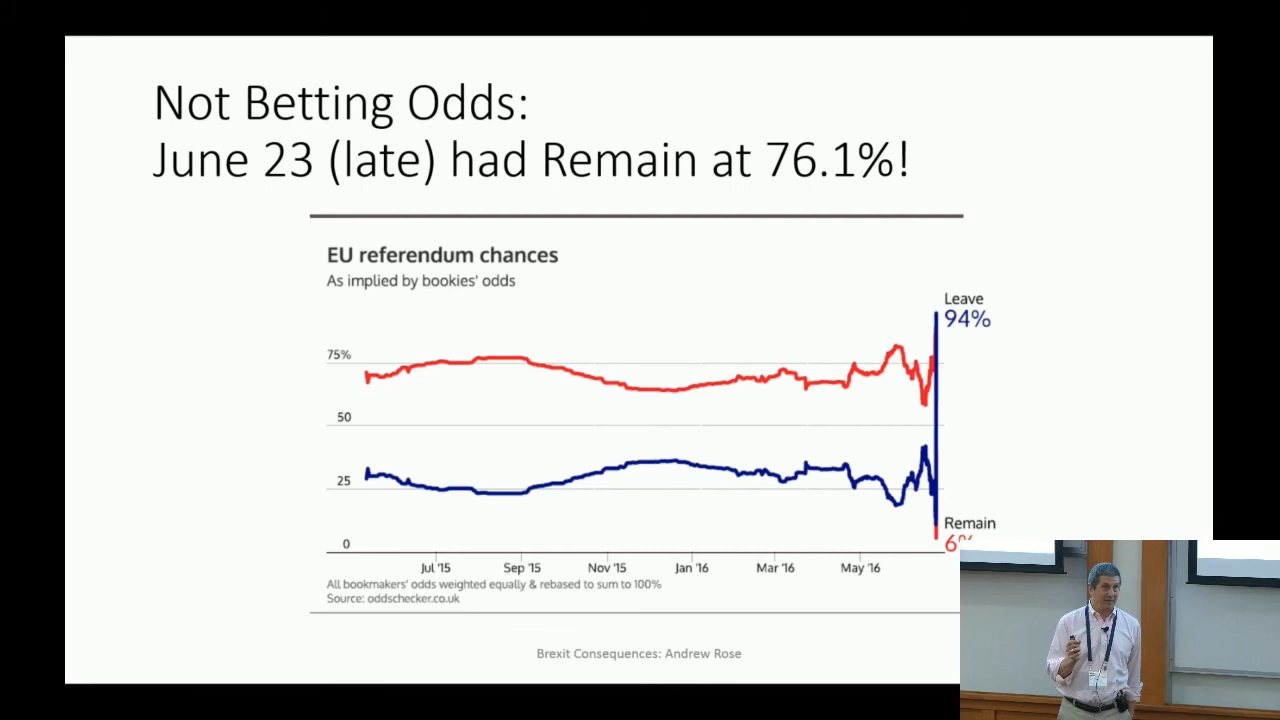 Not Betting Odds:
June 23 (late) had Remain at 76.1%!
EU referendum chances
As implied by bookies' odds
Leave
94%
75%
50
25
0
Remain
6%
Jul '15
Sep '15
Nov '15
Jan '16
Mar '16
May '16
All bookmakers' odds weighted equally & rebased to sum to 100%
Source: oddschecker.co.uk
Brexit Consequences: Andrew Rose